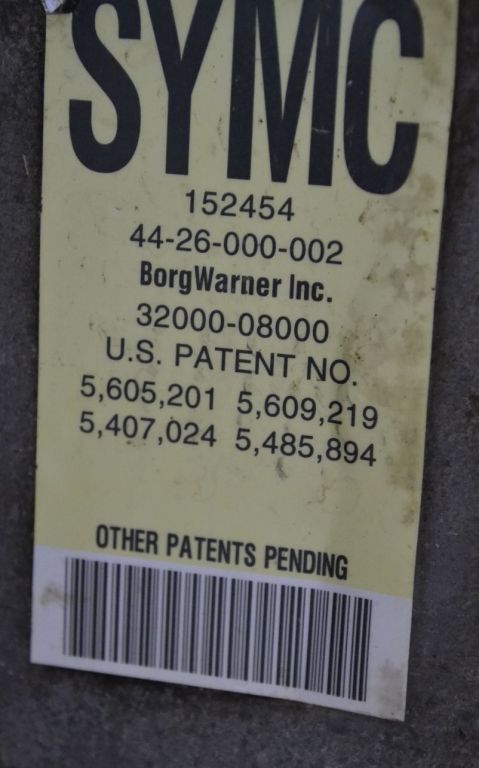 SYMC
152454
44-26-000-002
BorgWarner Inc.
32000-08000
U.S. PATENT NO.
5,605,201 5,609,219
5,407,024 5,485,894
OTHER PATENTS PENDING